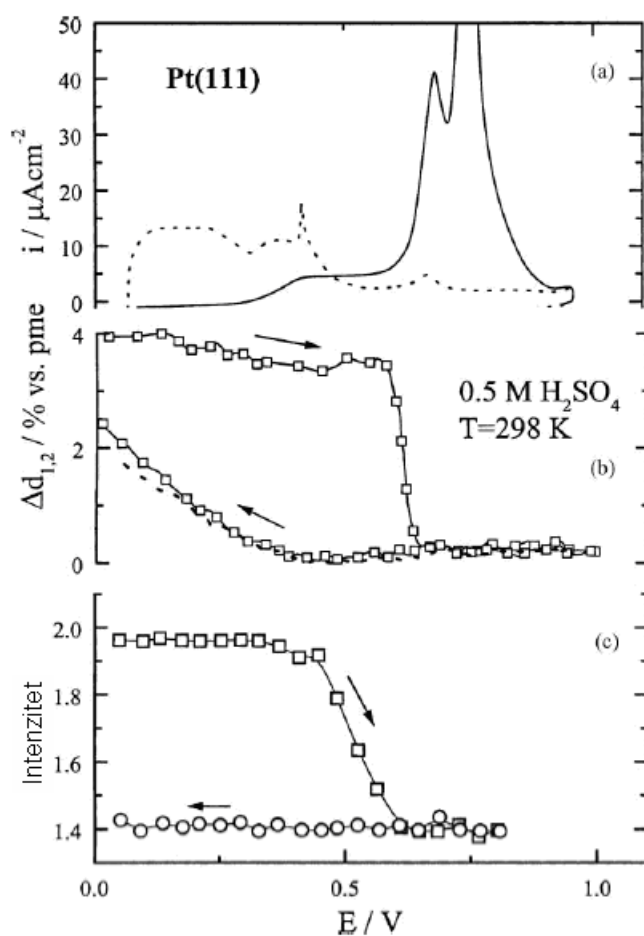 50
40
30
20
10
0
i / μAcm⁻²
Pt(111)
(a)
4
2
0
Δd₁,₂ / % vs. pme
0.5 M H₂SO₄
T=298 K
(b)
2.0
1.8
1.6
1.4
Intenzitet
(c)
0.0
0.5
1.0
E / V